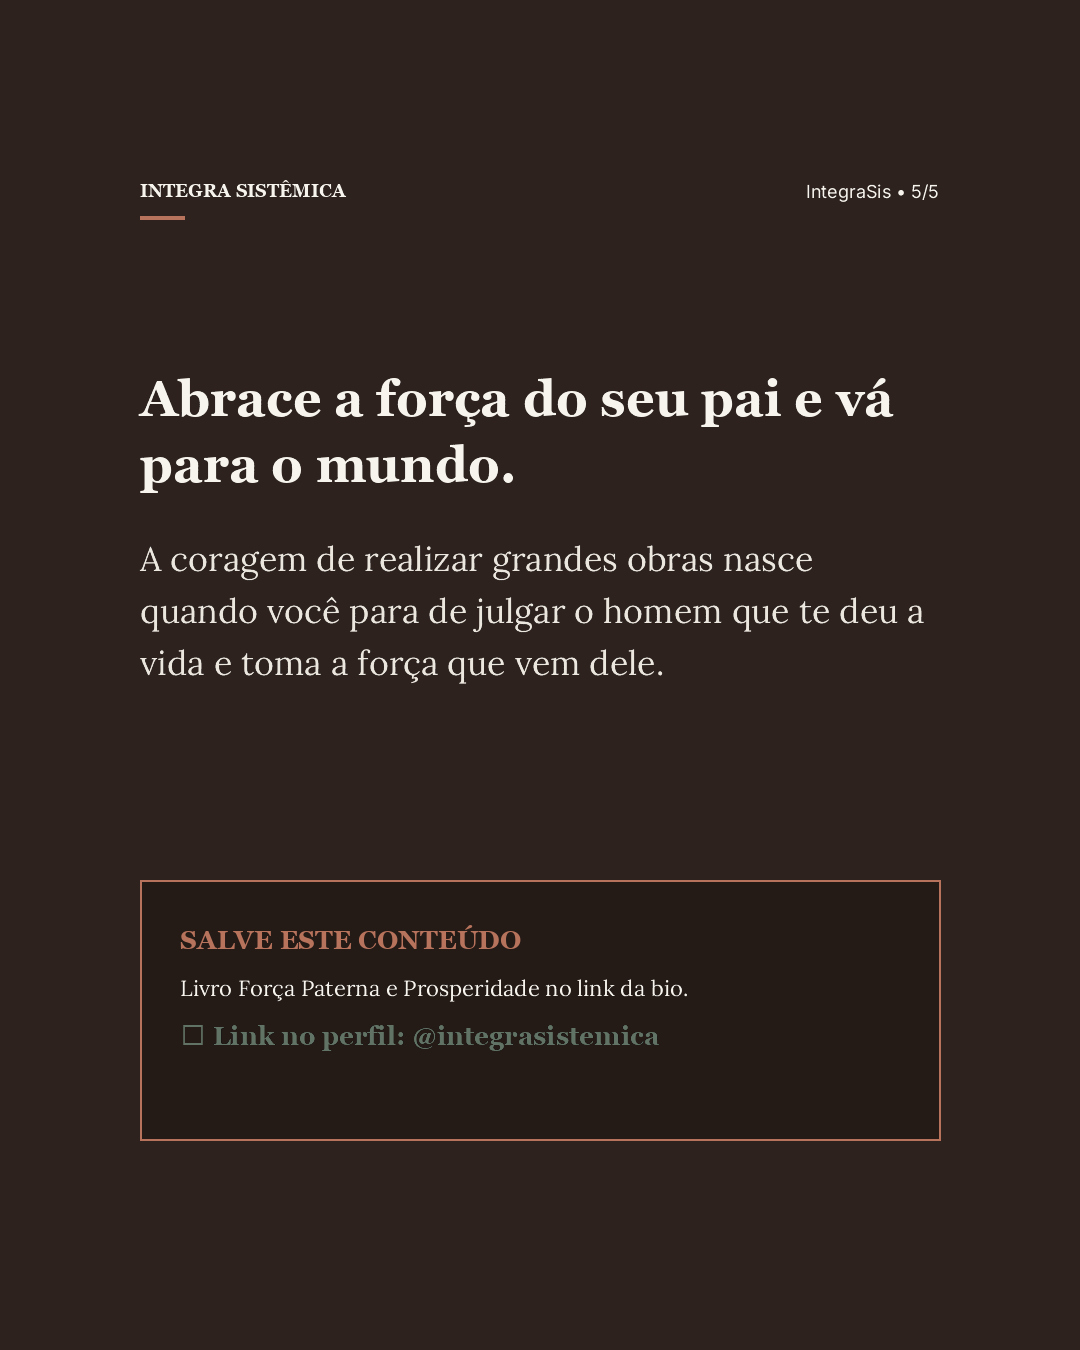 INTEGRA SISTÊMICA
IntegraSis • 5/5
Abrace a força do seu pai e vá
para o mundo.
A coragem de realizar grandes obras nasce
quando você para de julgar o homem que te deu a
vida e toma a força que vem dele.
SALVE ESTE CONTEÚDO
Livro Força Paterna e Prosperidade no link da bio.
☐ Link no perfil: @integrasistemica